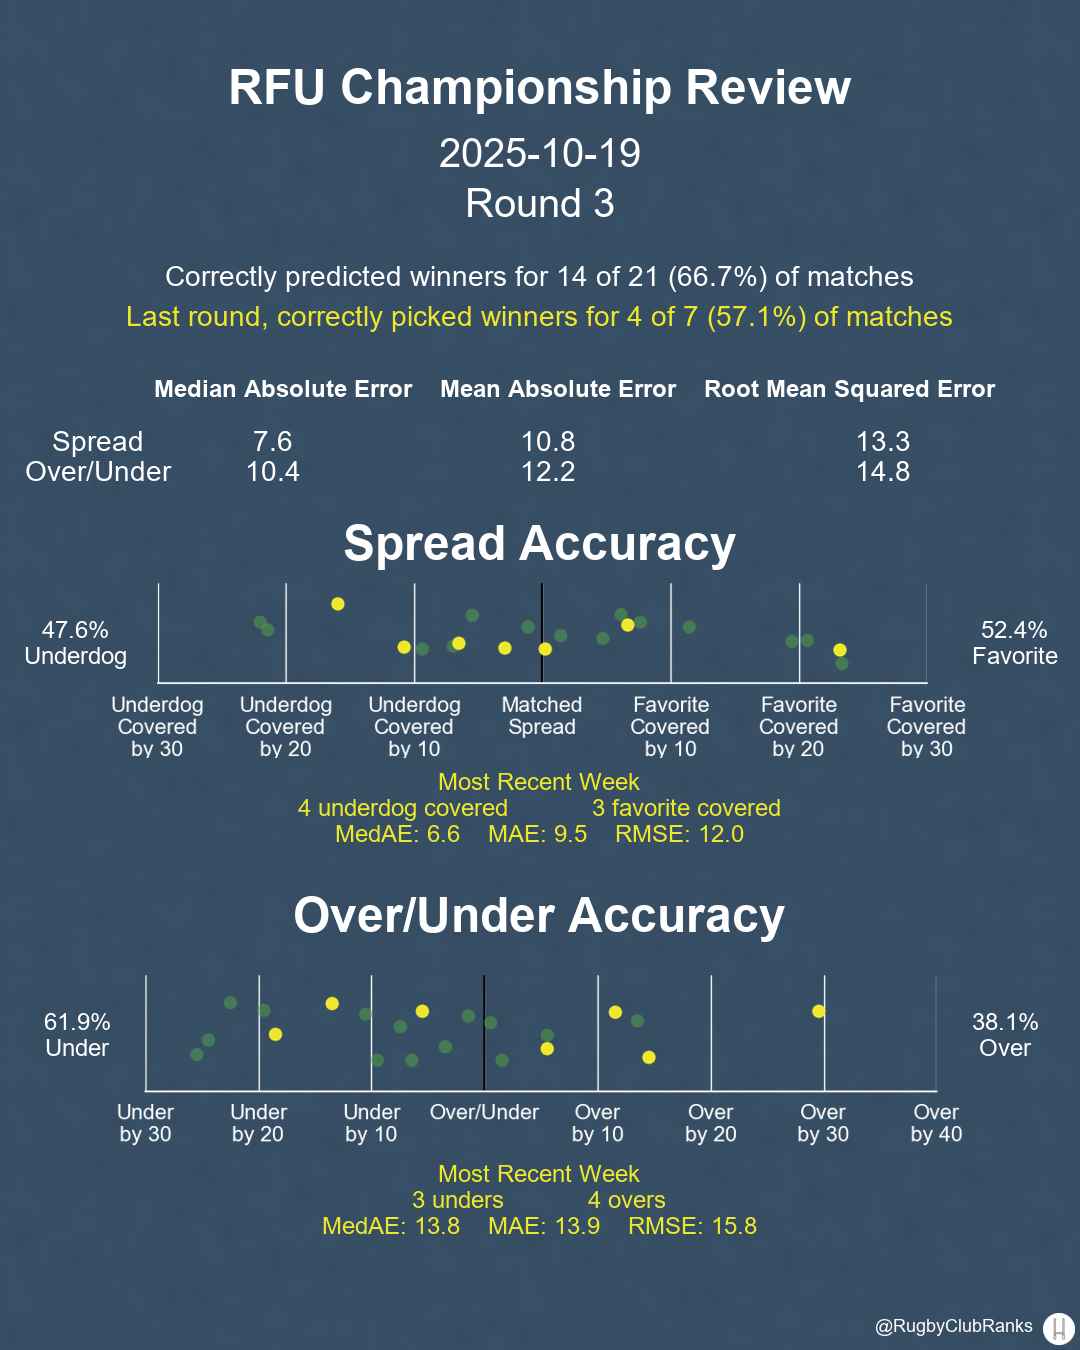 RFU Championship Review
2025-10-19
Round 3
Correctly predicted winners for 14 of 21 (66.7%) of matches
Last round, correctly picked winners for 4 of 7 (57.1%) of matches
Median Absolute Error Mean Absolute Error Root Mean Squared Error
Spread 7.6 10.8 13.3
Over/Under 10.4 12.2 14.8
Spread Accuracy
47.6%
Underdog
52.4%
Favorite
Underdog Underdog Underdog Matched Favorite Favorite Favorite
Covered Covered Covered Spread Covered Covered Covered
by 30 by 20 by 10 by 10 by 20 by 30
Most Recent Week
4 underdog covered 3 favorite covered
MedAE: 6.6 MAE: 9.5 RMSE: 12.0
Over/Under Accuracy
61.9%
Under
38.1%
Over
Under Under Under Over/Under Over Over Over Over
by 30 by 20 by 10 by 10 by 20 by 30 by 40
Most Recent Week
3 unders 4 overs
MedAE: 13.8 MAE: 13.9 RMSE: 15.8
@RugbyClubRanks